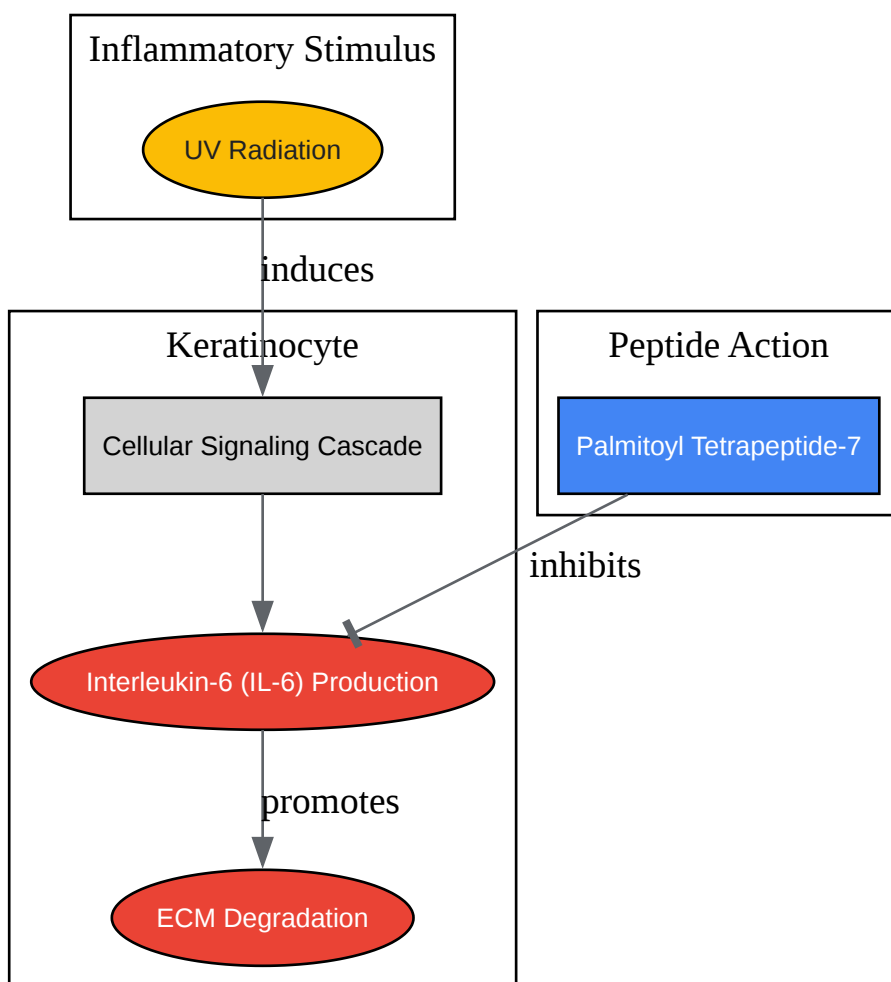 Inflammatory Stimulus
UV Radiation
induces
Keratinocyte
Peptide Action
Cellular Signaling Cascade
Palmitoyl Tetrapeptide-7
inhibits
Interleukin-6 (IL-6) Production
promotes
ECM Degradation